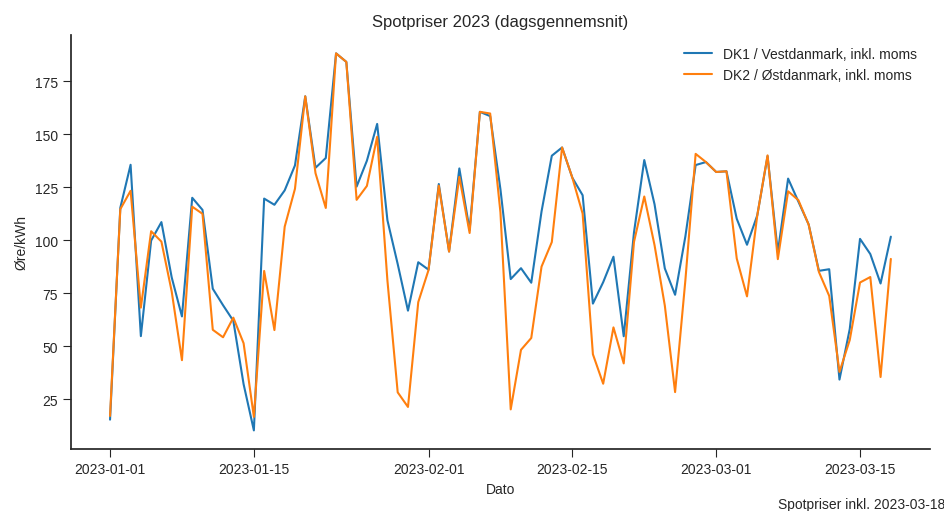 Spotpriser 2023 (dagsgennemsnit)
DK1 / Vestdanmark, inkl. moms
DK2 / Østdanmark, inkl. moms
Øre/kWh
175
150
125
100
75
50
25
2023-01-01 2023-01-15 2023-02-01 2023-02-15 2023-03-01 2023-03-15
Dato
Spotpriser inkl. 2023-03-18